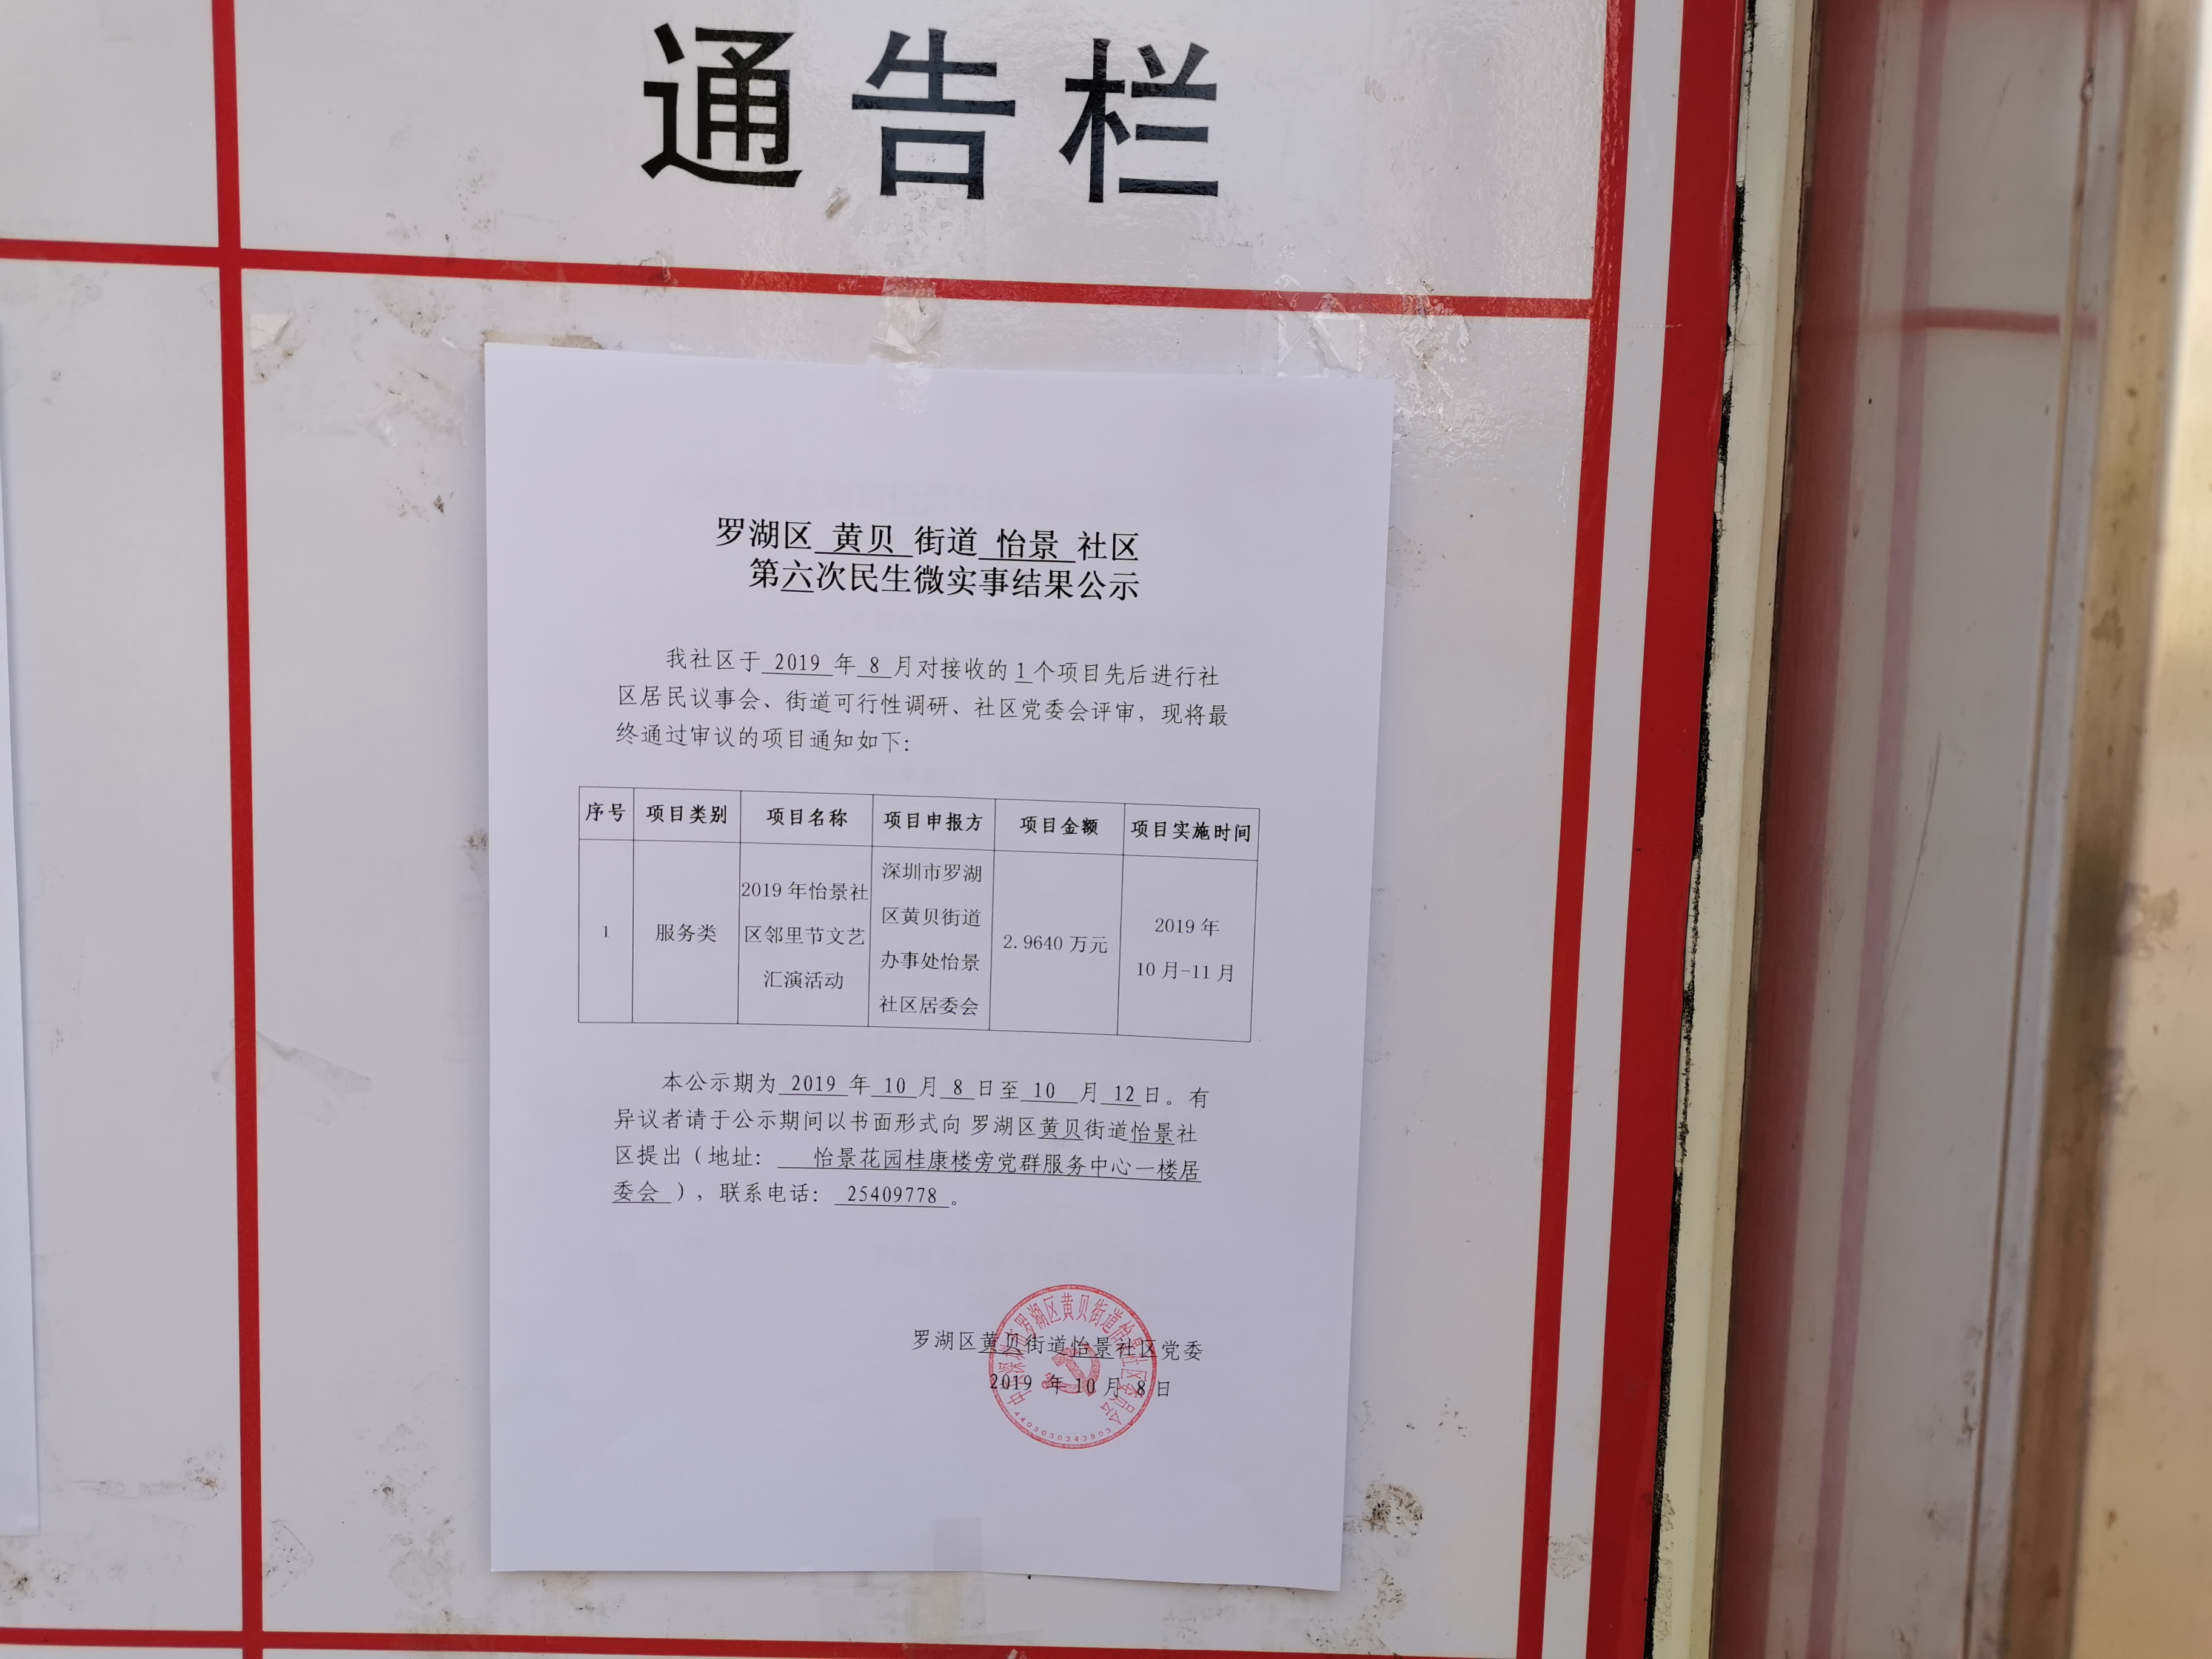 通告栏
罗湖区 黄贝 街道 怡景 社区
第六次民生微实事结果公示
我社区于 2019 年 8 月对接收的 1 个项目先后进行社
区居民议事会、街道可行性调研、社区党委会评审，现将最
终通过审议的项目通知如下：
序号 项目类别 项目名称 项目申报方 项目金额 项目实施时间
1 服务类 2019 年怡景社区邻里节文艺汇演活动 深圳市罗湖区黄贝街道办事处怡景社区居委会 2.9640 万元 2019 年 10 月-11 月
本公示期为 2019 年 10 月 8 日至 10 月 12 日。有
异议者请于公示期间以书面形式向 罗湖区黄贝街道怡景社
区提出（地址： 怡景花园桂康楼旁党群服务中心一楼居
委会 ），联系电话： 25409778 。
罗湖区黄贝街道怡景社区党委
2019 年 10 月 8 日